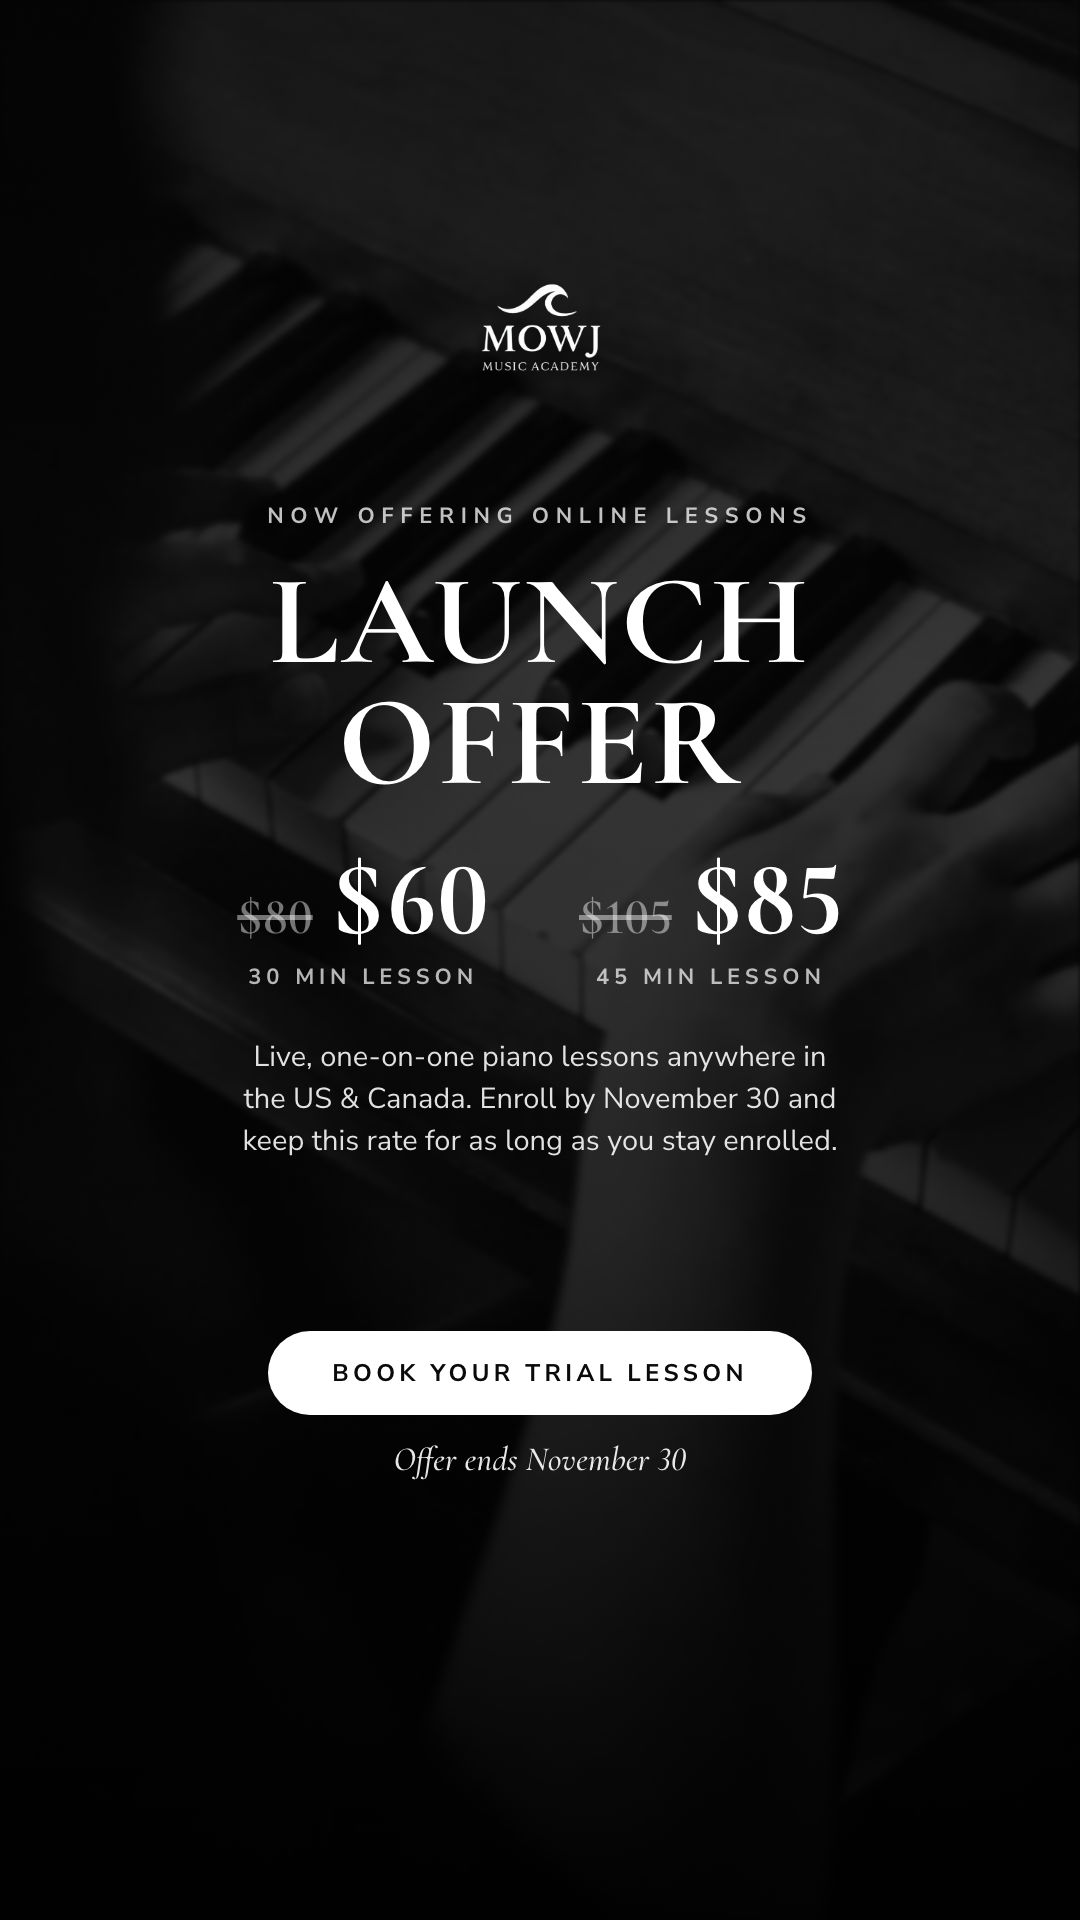 MOWJ
MUSIC ACADEMY
NOW OFFERING ONLINE LESSONS
LAUNCH
OFFER
$80 $60 $105 $85
30 MIN LESSON 45 MIN LESSON
Live, one-on-one piano lessons anywhere in
the US & Canada. Enroll by November 30 and
keep this rate for as long as you stay enrolled.
BOOK YOUR TRIAL LESSON
Offer ends November 30